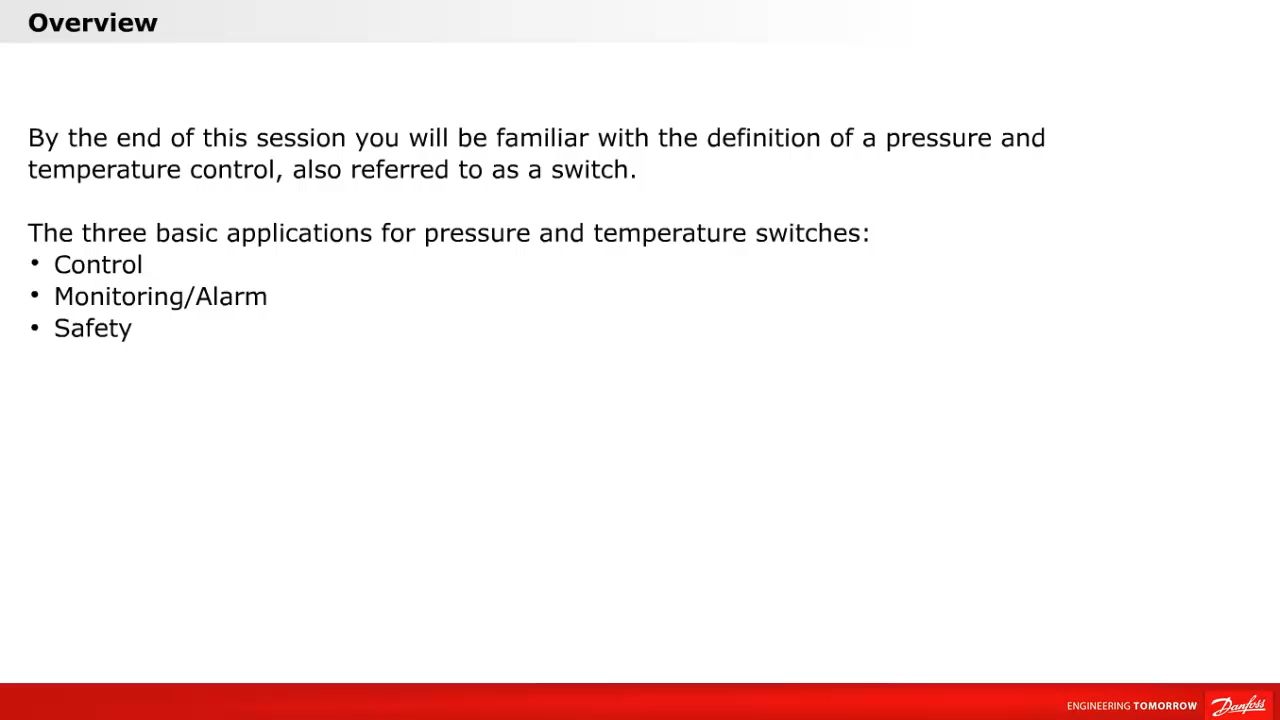 Overview
By the end of this session you will be familiar with the definition of a pressure and
temperature control, also referred to as a switch.
The three basic applications for pressure and temperature switches:
• Control
• Monitoring/Alarm
• Safety
ENGINEERING TOMORROW
Danfoss